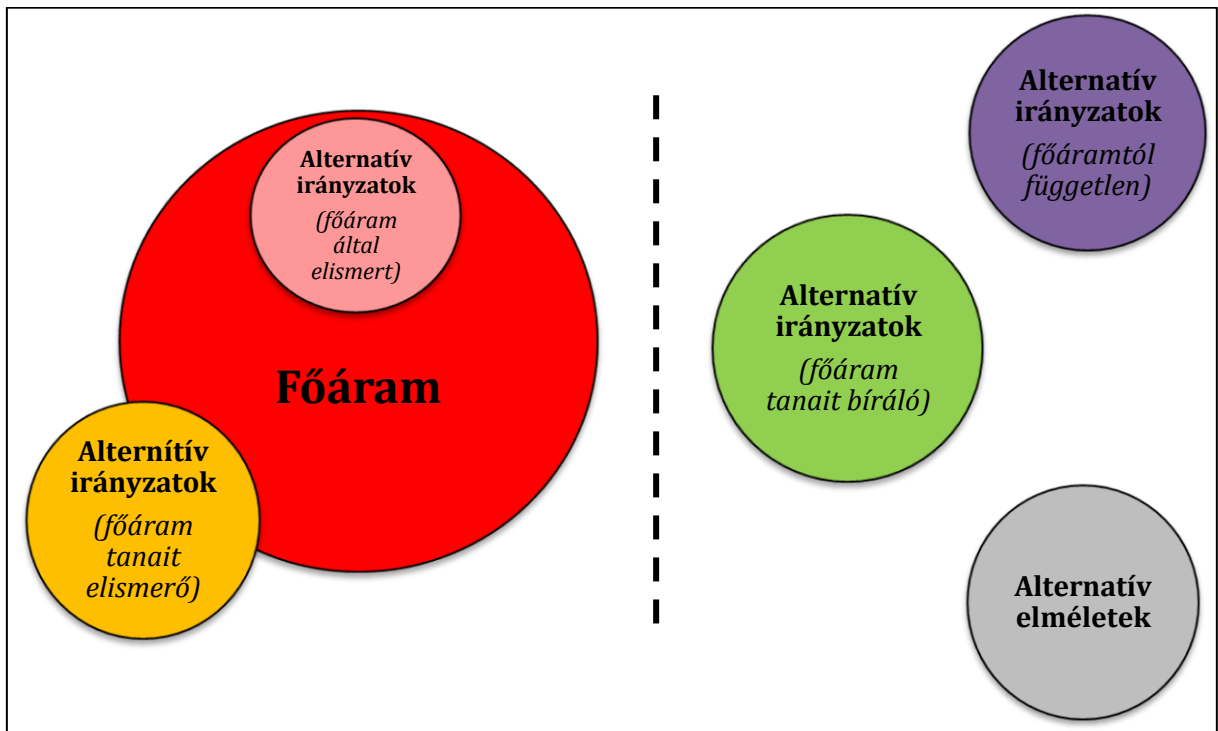 Alternatív
irányzatok
(főáram
által
elismert)
Főáram
Alternítív
irányzatok
(főáram
tanait
elismerő)
Alternatív
irányzatok
(főáramtól
független)
Alternatív
irányzatok
(főáram
tanait bíráló)
Alternatív
elméletek